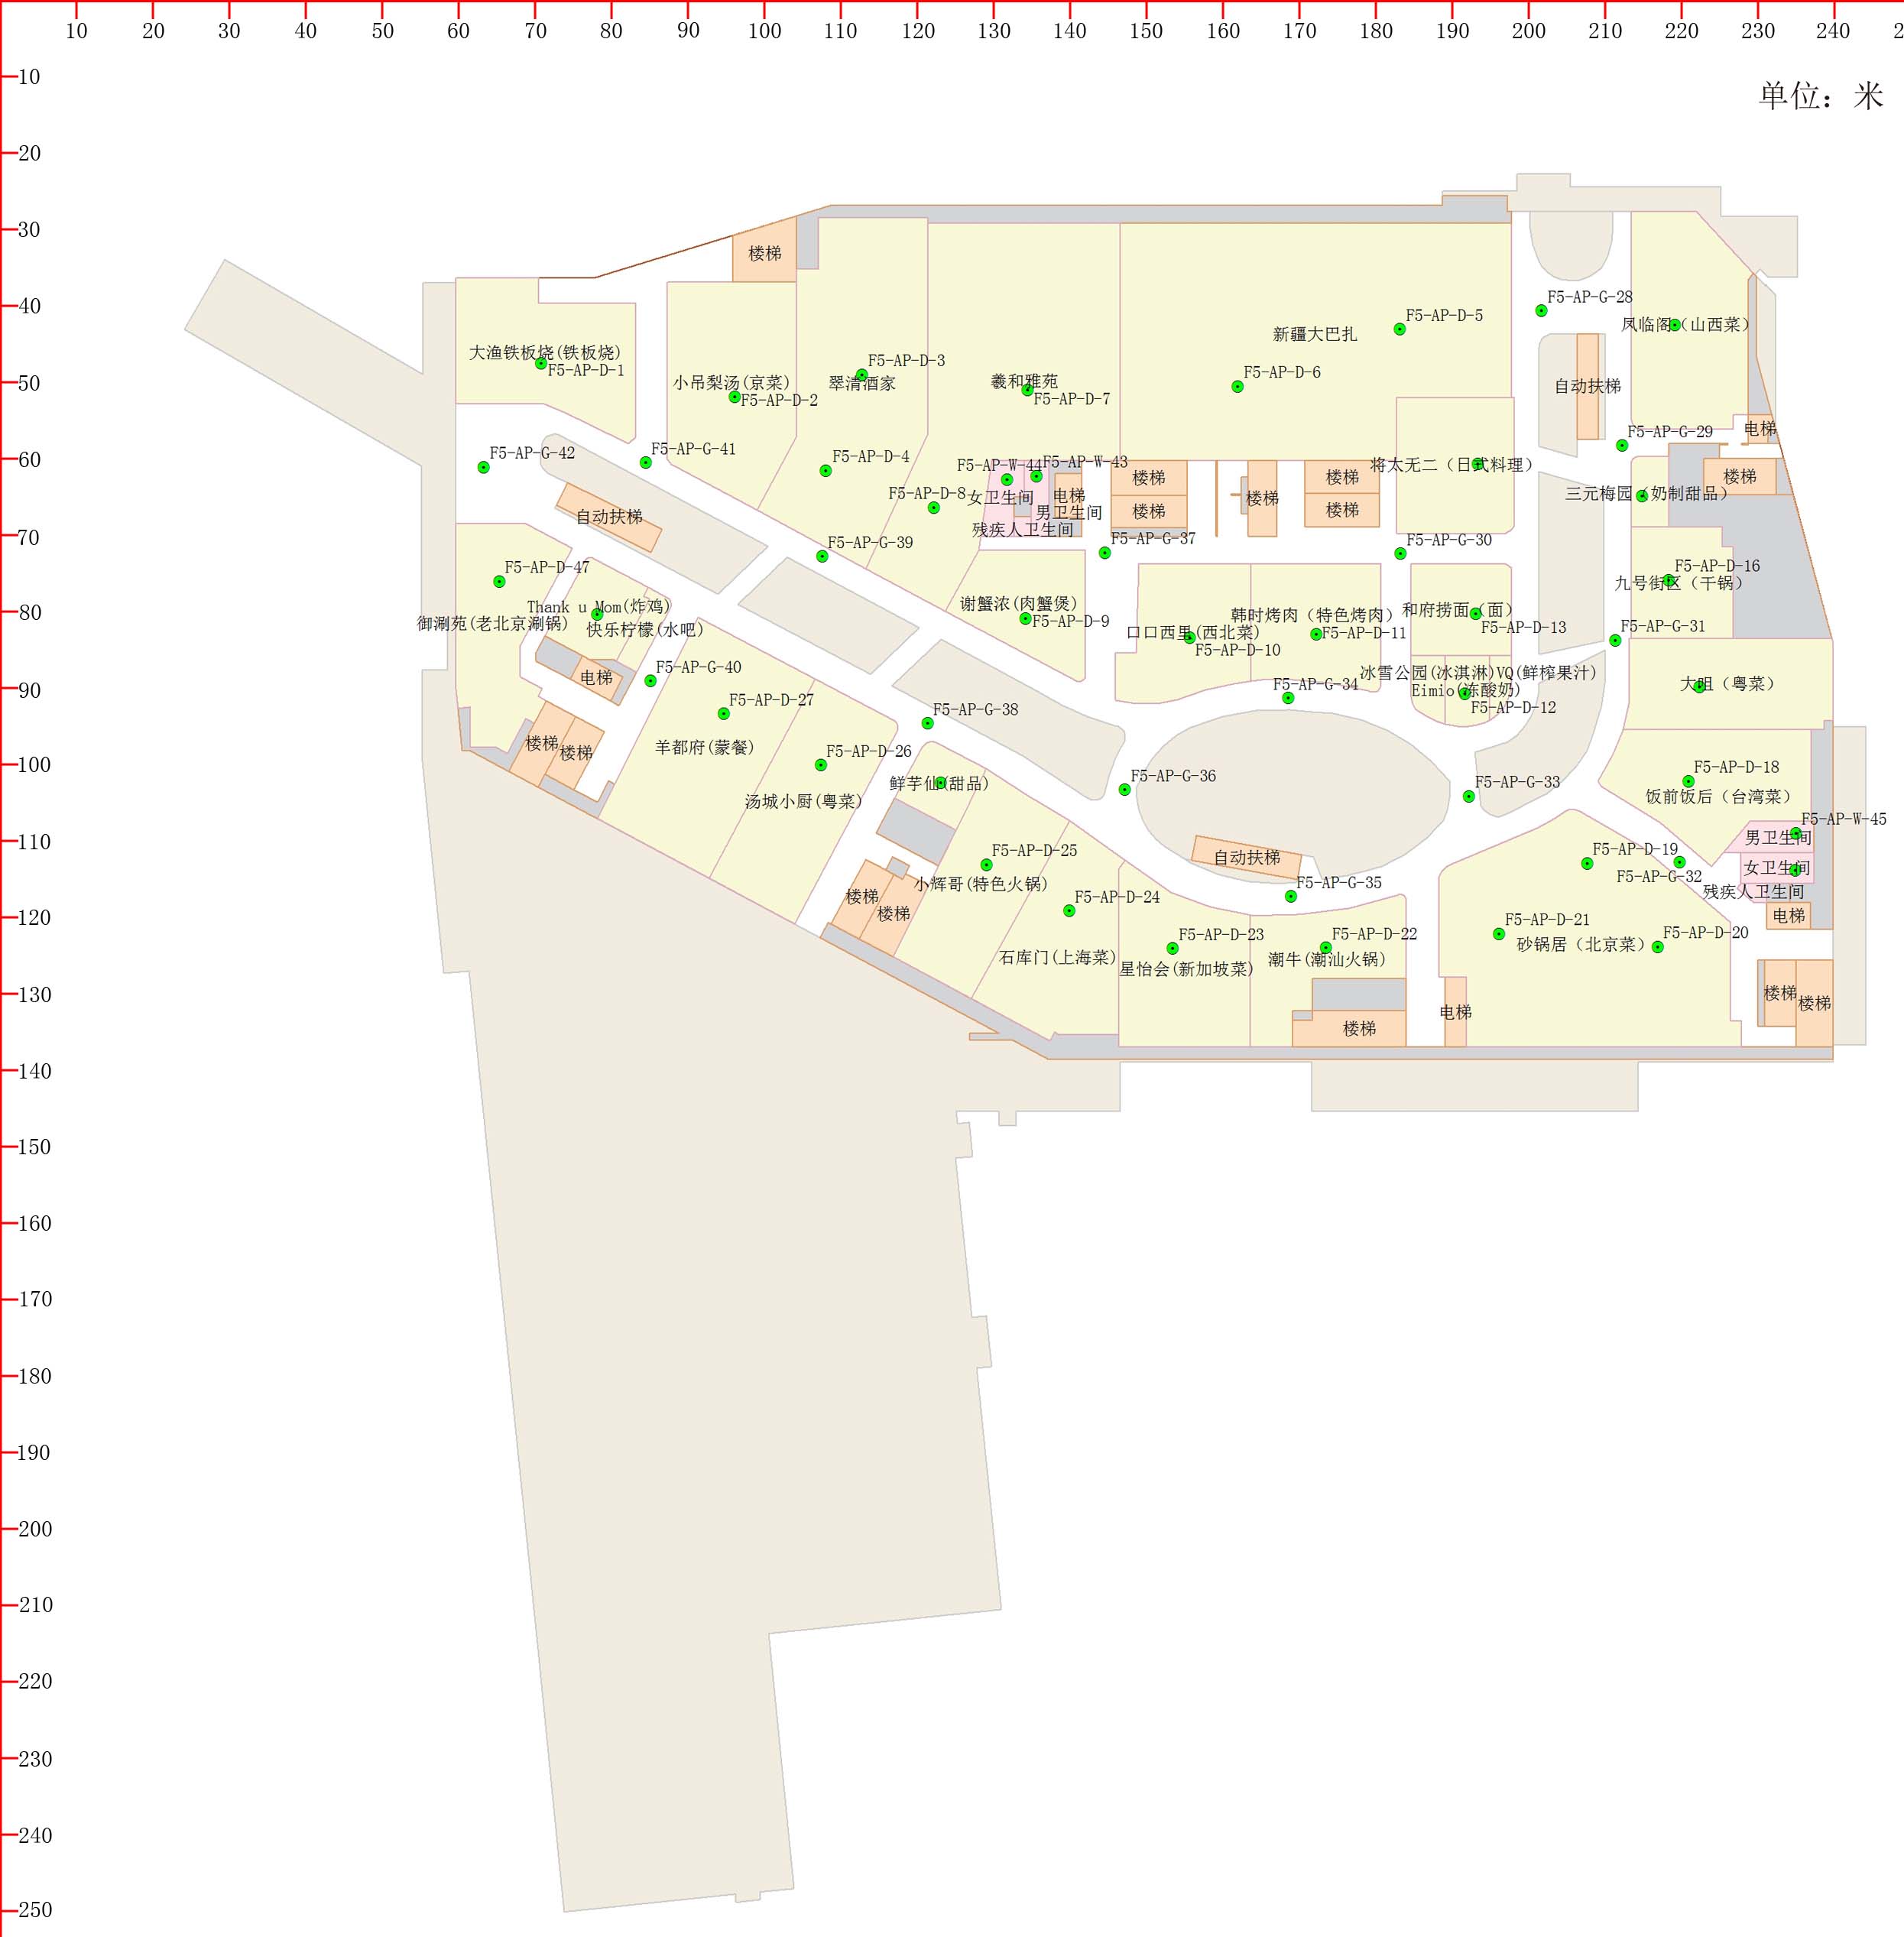 10 20 30 40 50 60 70 80 90 100 110 120 130 140 150 160 170 180 190 200 210 220 230 240 2
10
单位：米
20
30
楼梯
40
F5-AP-G-28
F5-AP-D-5
凤临阁（山西菜）
新疆大巴扎
大渔铁板烧(铁板烧)
F5-AP-D-1
F5-AP-D-3
50
小吊梨汤(京菜)
F5-AP-D-2
翠清酒家
羲和雅苑
F5-AP-D-7
F5-AP-D-6
自动扶梯
电梯
F5-AP-G-29
60
F5-AP-G-42
F5-AP-G-41
F5-AP-D-4
F5-AP-W-44
F5-AP-W-43
将太无二（日式料理）
楼梯
楼梯
楼梯
楼梯
F5-AP-D-8
女卫生间
电梯
楼梯
三元梅园（奶制甜品）
自动扶梯
男卫生间
楼梯
楼梯
残疾人卫生间
70
F5-AP-G-39
F5-AP-G-37
F5-AP-G-30
F5-AP-D-47
F5-AP-D-16
九号街区（干锅）
80
Thank u Mom(炸鸡)
御涮苑(老北京涮锅)
快乐柠檬(水吧)
谢蟹浓(肉蟹煲)
F5-AP-D-9
口口西里(西北菜)
F5-AP-D-10
韩时烤肉（特色烤肉）
F5-AP-D-11
和府捞面（面）
F5-AP-D-13
F5-AP-G-31
F5-AP-G-40
电梯
冰雪公园(冰淇淋)VQ(鲜榨果汁)
F5-AP-G-34
Eimio(冻酸奶)
大咀（粤菜）
90
F5-AP-D-27
F5-AP-G-38
F5-AP-D-12
楼梯
楼梯
羊都府(蒙餐)
F5-AP-D-26
100
鲜芋仙(甜品)
F5-AP-G-36
F5-AP-G-33
F5-AP-D-18
饭前饭后（台湾菜）
汤城小厨(粤菜)
110
F5-AP-W-45
男卫生间
F5-AP-D-25
自动扶梯
F5-AP-D-19
F5-AP-G-32
女卫生间
小辉哥(特色火锅)
F5-AP-G-35
残疾人卫生间
楼梯
楼梯
120
F5-AP-D-24
电梯
F5-AP-D-23
F5-AP-D-22
F5-AP-D-21
F5-AP-D-20
石库门(上海菜)
星怡会(新加坡菜)
潮牛(潮汕火锅)
砂锅居（北京菜）
130
楼梯
楼梯
电梯
楼梯
140
150
160
170
180
190
200
210
220
230
240
250